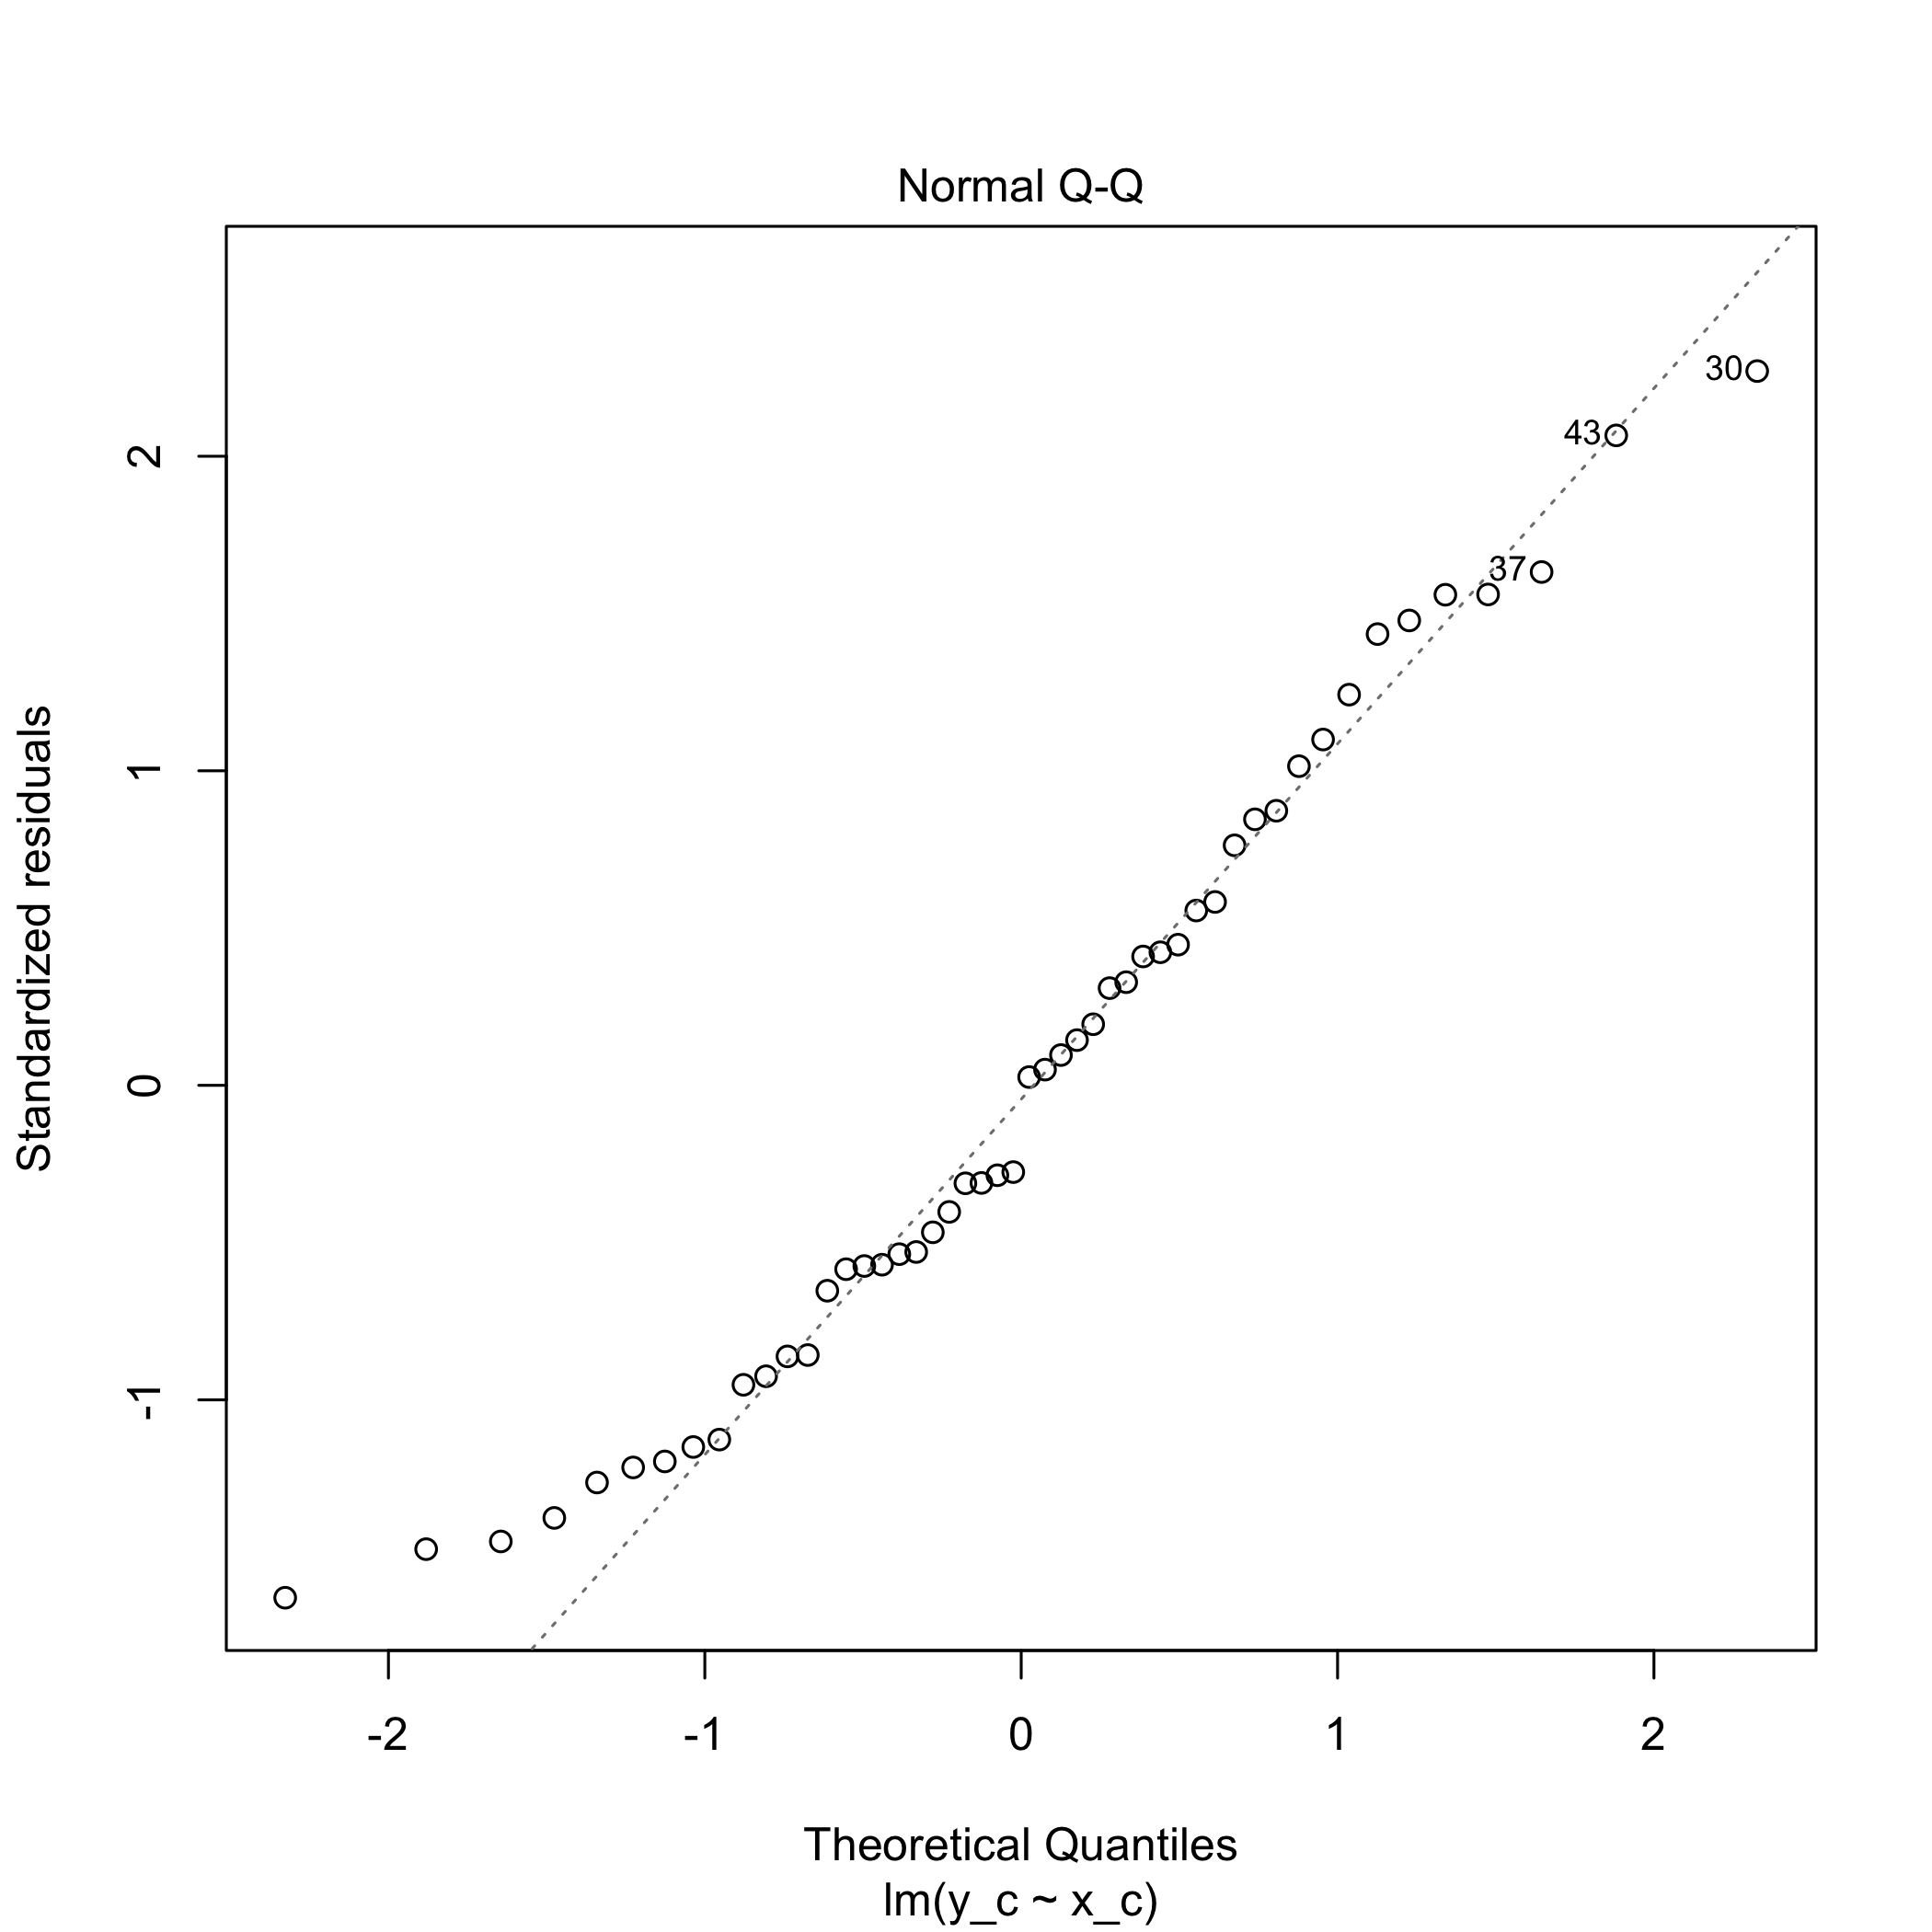 Normal Q-Q
Standardized residuals
2
1
0
-1
30
43
37
-2 -1 0 1 2
Theoretical Quantiles
lm(y_c ~ x_c)